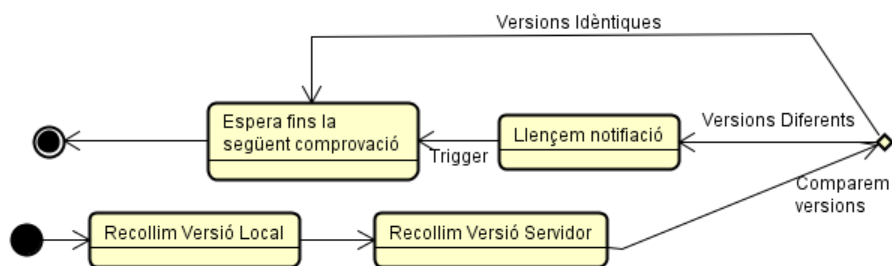 Versions Idèntiques
Espera fins la
següent comprovació
Trigger
Llençem notifiació
Versions Diferents
Comparem
versions
Recollim Versió Local
Recollim Versió Servidor